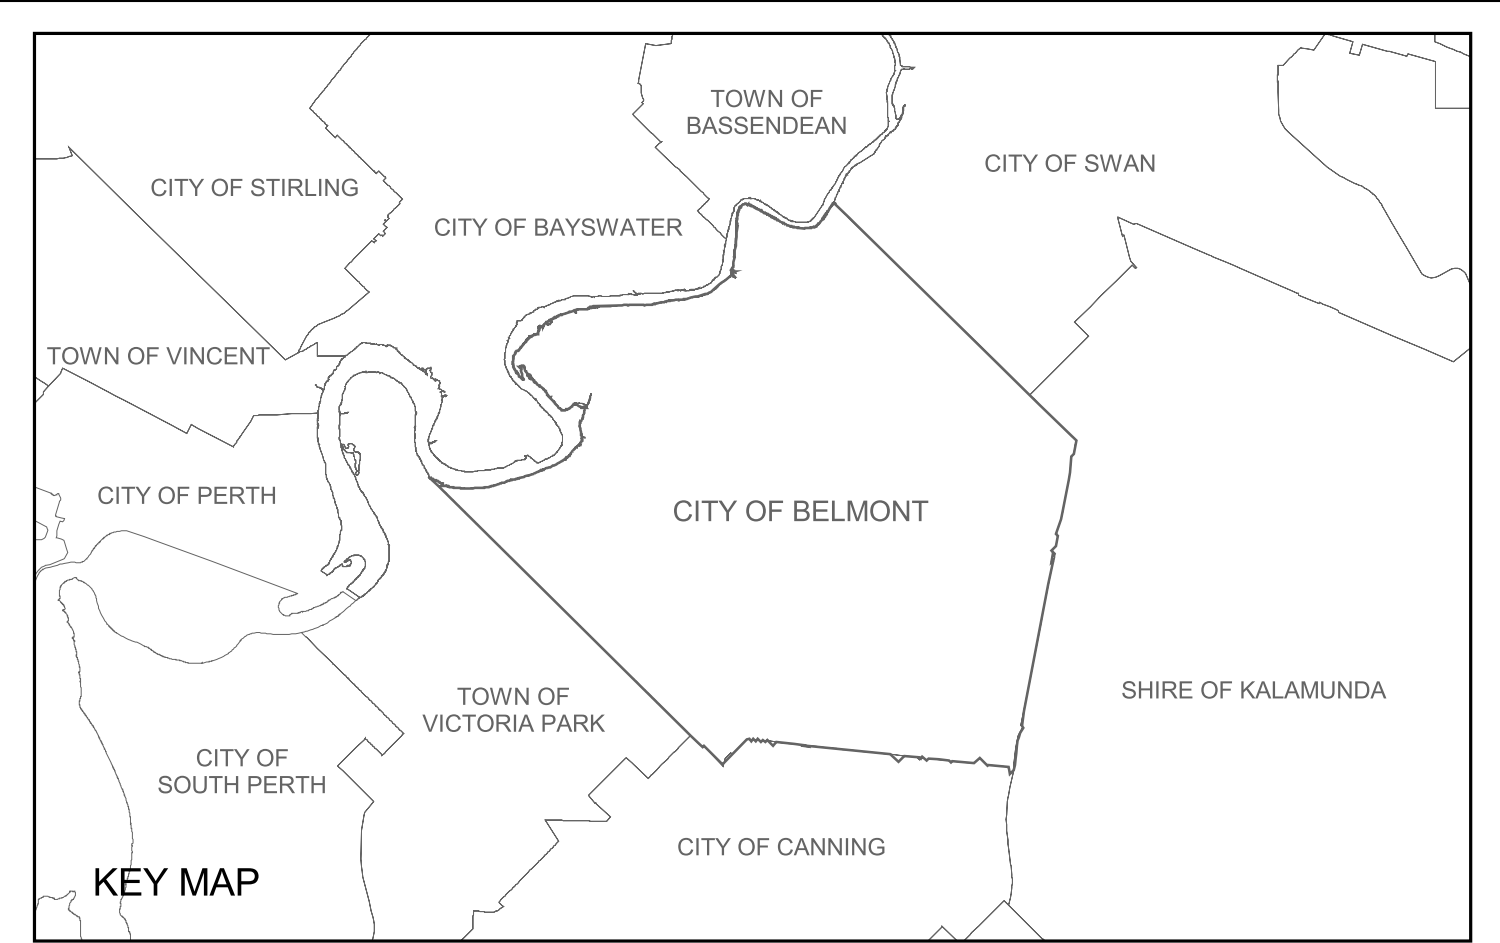 TOWN OF
BASSENDEAN
CITY OF SWAN
CITY OF STIRLING
CITY OF BAYSWATER
TOWN OF VINCENT
CITY OF PERTH
CITY OF BELMONT
SHIRE OF KALAMUNDA
TOWN OF
VICTORIA PARK
CITY OF
SOUTH PERTH
CITY OF CANNING
KEY MAP